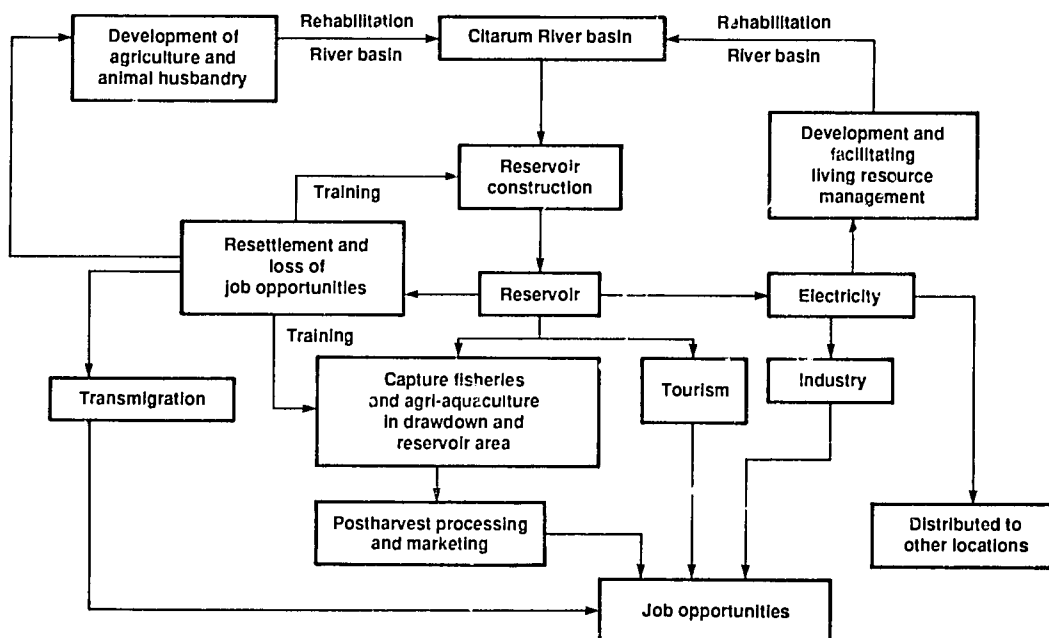 Rehabilitation
River basin
Development of
agriculture and
animal husbandry
Citarum River basin
Rehabilitation
River basin
Development and
facilitating
living resource
management
Reservoir
construction
Training
Resettlement and
loss of
job opportunities
Reservoir
Electricity
Training
Transmigration
Capture fisheries
and agri-aquaculture
in drawdown and
reservoir area
Tourism
Industry
Postharvest processing
and marketing
Distributed to
other locations
Job opportunities